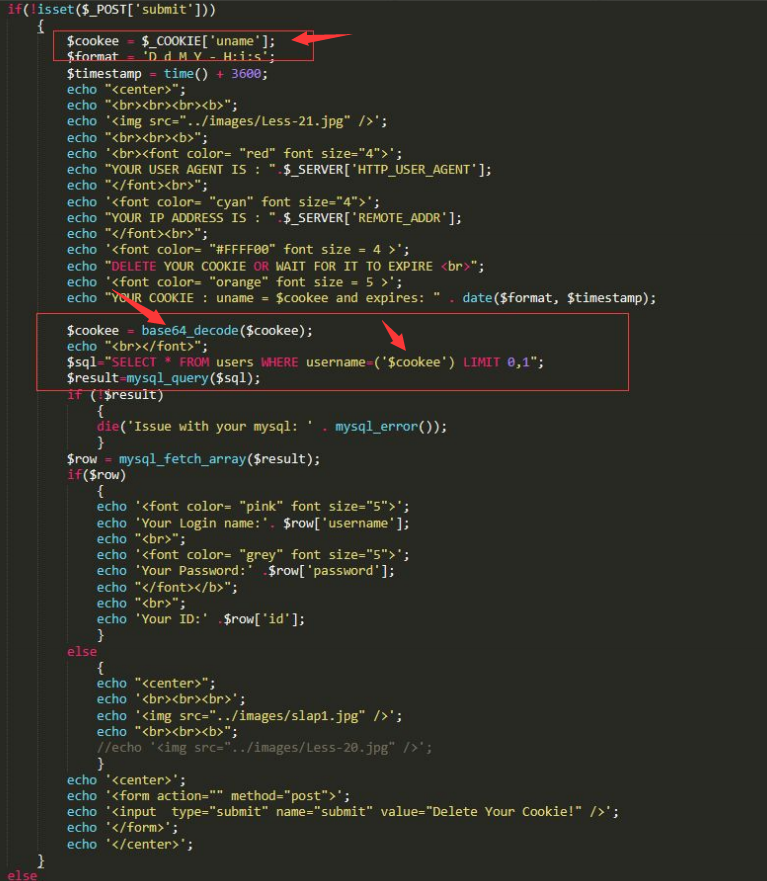 if(!isset($_POST['submit']))
{
$cookee = $_COOKIE['uname'];
$format = 'D d M Y - H:i:s';
$timestamp = time() + 3600;
echo "<center>";
echo "<br><br><br><b>";
echo '<img src="../images/Less-21.jpg" />';
echo "<br><br><b>";
echo '<br><font color= "red" font size="4">';
echo "YOUR USER AGENT IS : ".$_SERVER['HTTP_USER_AGENT'];
echo "</font><br>";
echo '<font color= "cyan" font size="4">';
echo "YOUR IP ADDRESS IS : ".$_SERVER['REMOTE_ADDR'];
echo "</font><br>";
echo '<font color= "#FFFF00" font size = 4 >';
echo "DELETE YOUR COOKIE OR WAIT FOR IT TO EXPIRE <br>";
echo '<font color= "orange" font size = 5 >';
echo "YOUR COOKIE : uname = $cookee and expires: " . date($format, $timestamp);
$cookee = base64_decode($cookee);
echo "<br></font>";
$sql="SELECT * FROM users WHERE username=('$cookee') LIMIT 0,1";
$result=mysql_query($sql);
if (!$result)
{
die('Issue with your mysql: ' . mysql_error());
}
$row = mysql_fetch_array($result);
if($row)
{
echo '<font color= "pink" font size="5">';
echo 'Your Login name:'. $row['username'];
echo "<br>";
echo '<font color= "grey" font size="5">';
echo 'Your Password:' .$row['password'];
echo "</font></b>";
echo "<br>";
echo 'Your ID:' .$row['id'];
}
else
{
echo "<center>";
echo '<br><br><br>';
echo '<img src="../images/slap1.jpg" />';
echo "<br><br><b>";
//echo '<img src="../images/Less-20.jpg" />';
}
echo '<center>';
echo '<form action="" method="post">';
echo '<input  type="submit" name="submit" value="Delete Your Cookie!" />';
echo '</form>';
echo '</center>';
}
else